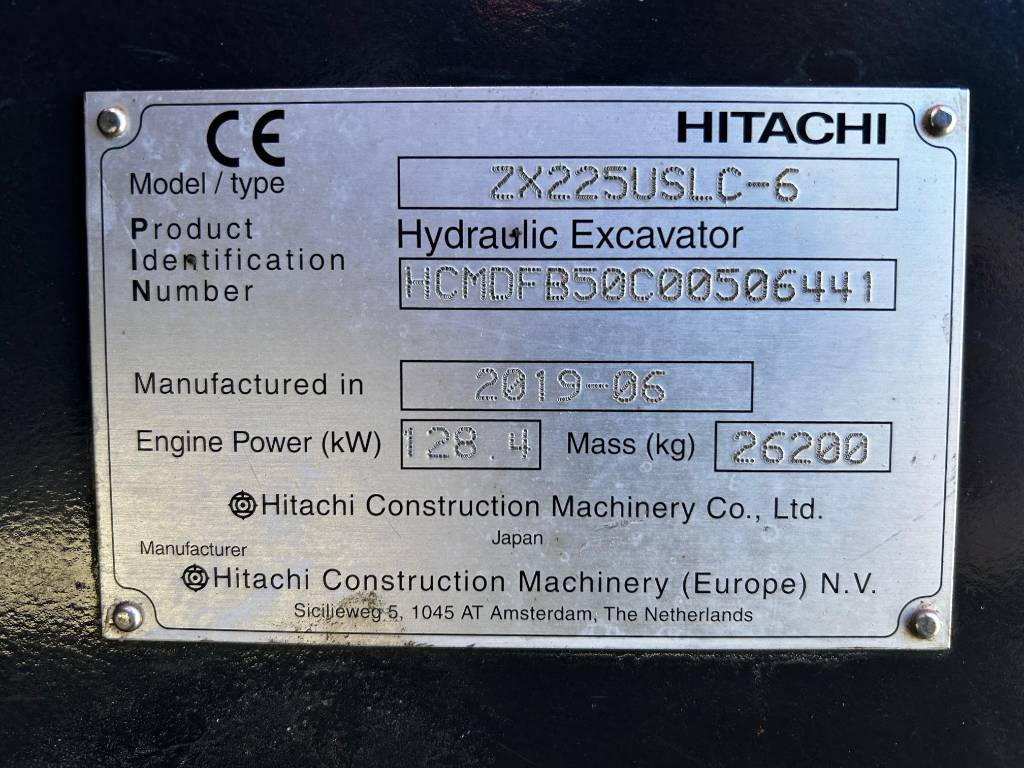 CE HITACHI
Model / type ZX225USLC-6
Product Hydraulic Excavator
Identification
Number HCMDFB50C00506441
Manufactured in 2019-06
Engine Power (kW) 128.4 Mass (kg) 26200
Hitachi Construction Machinery Co., Ltd.
Japan
Manufacturer
Hitachi Construction Machinery (Europe) N.V.
Siciljeweg 5, 1045 AT Amsterdam, The Netherlands